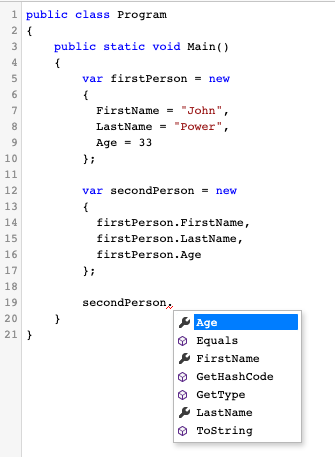 1 public class Program
2 {
3 public static void Main()
4 {
5 var firstPerson = new
6 {
7 FirstName = "John",
8 LastName = "Power",
9 Age = 33
10 };
11
12 var secondPerson = new
13 {
14 firstPerson.FirstName,
15 firstPerson.LastName,
16 firstPerson.Age
17 };
18
19 secondPerson.
20 }
21 }
Age
Equals
FirstName
GetHashCode
GetType
LastName
ToString